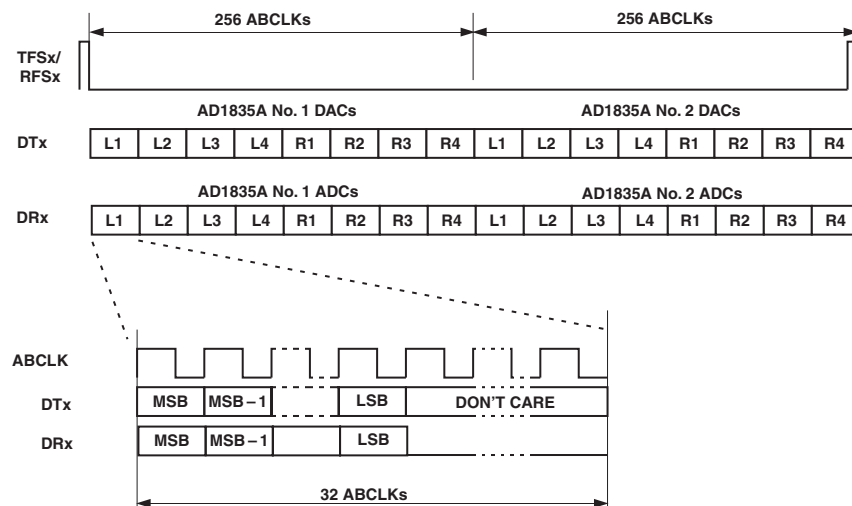 256 ABCLKs 256 ABCLKs
TFSx/
RFSx
AD1835A No. 1 DACs AD1835A No. 2 DACs
DTx L1 L2 L3 L4 R1 R2 R3 R4 L1 L2 L3 L4 R1 R2 R3 R4
AD1835A No. 1 ADCs AD1835A No. 2 ADCs
DRx L1 L2 L3 L4 R1 R2 R3 R4 L1 L2 L3 L4 R1 R2 R3 R4
ABCLK
DTx MSB MSB–1 LSB DON'T CARE
DRx MSB MSB–1 LSB
32 ABCLKs